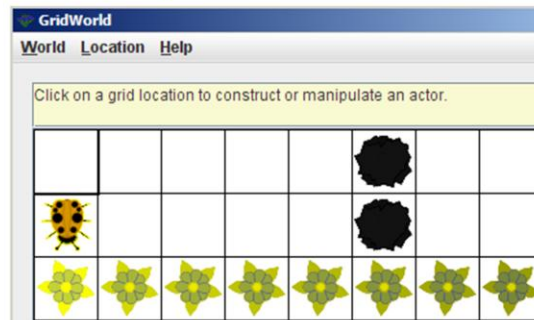 GridWorld
World Location Help
Click on a grid location to construct or manipulate an actor.